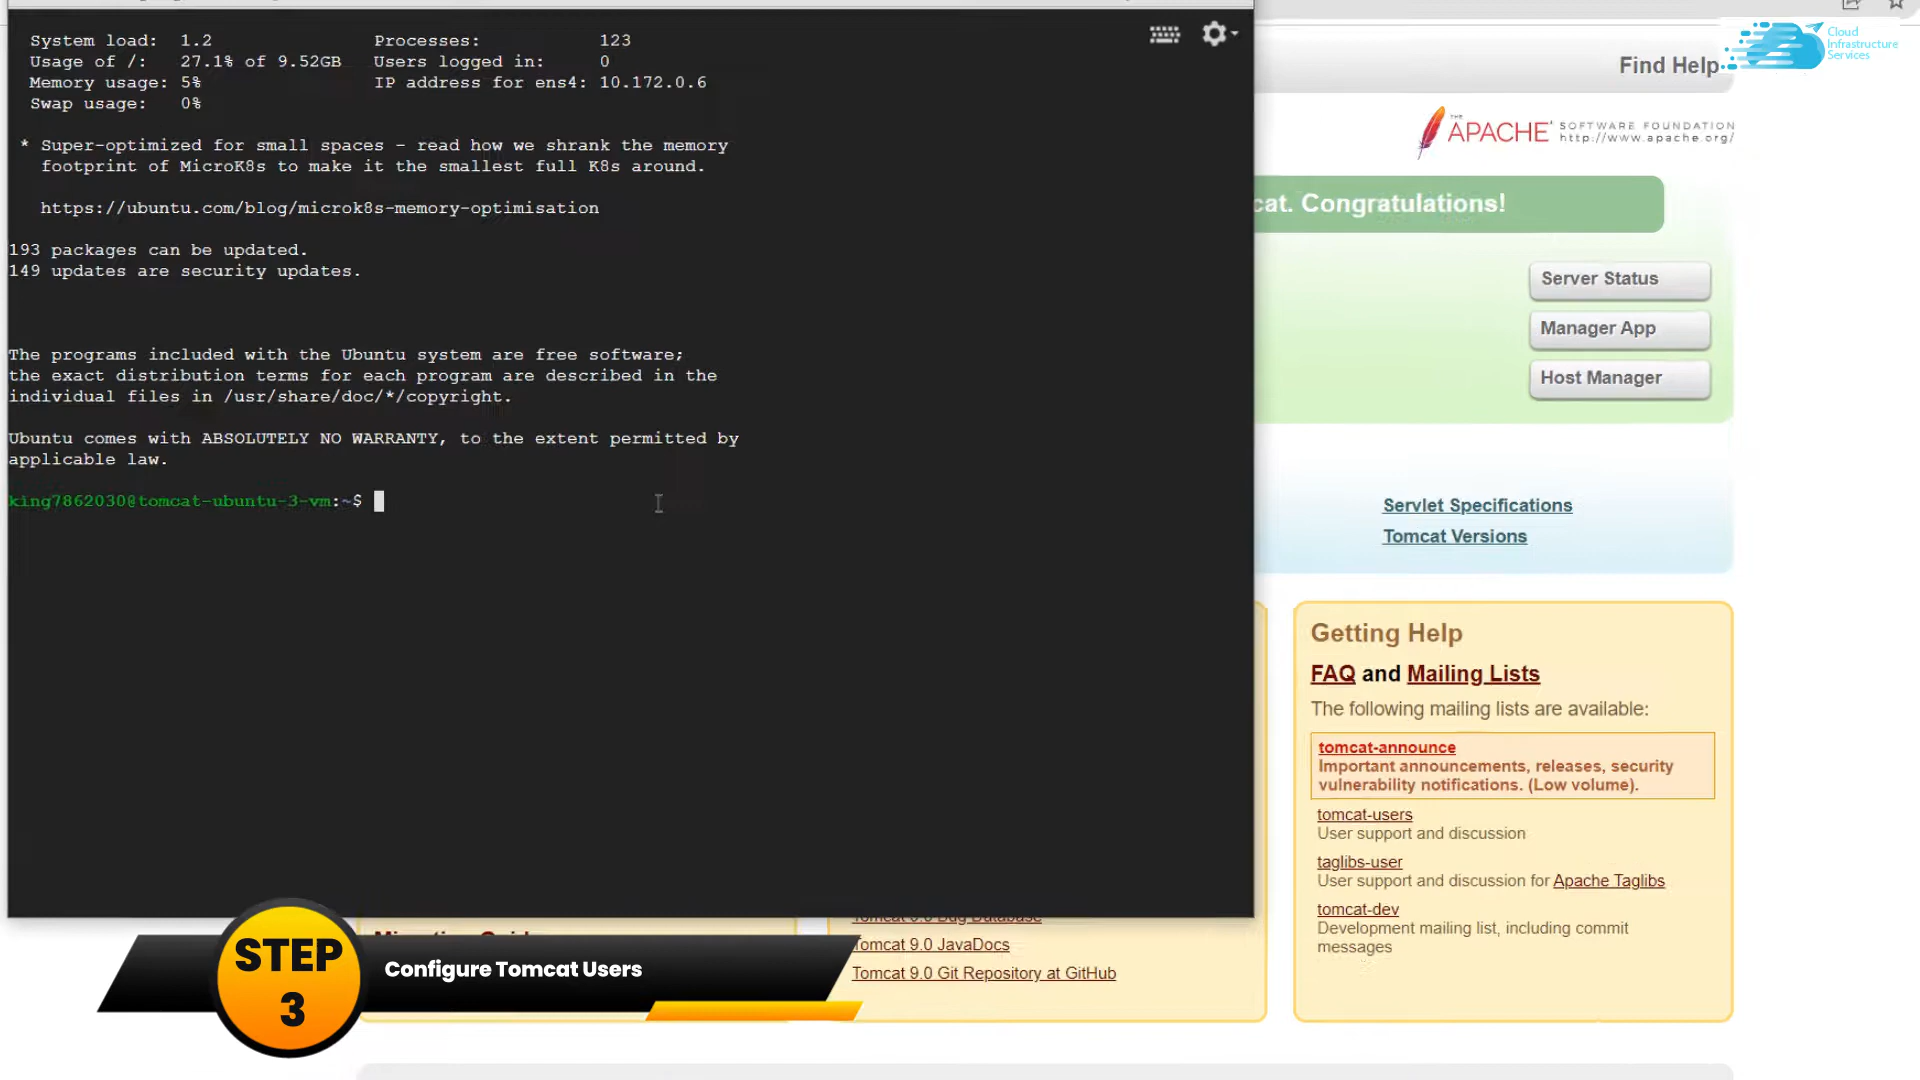 System load: 1.2 Processes: 123
Usage of /: 27.1% of 9.52GB Users logged in: 0
Memory usage: 5% IP address for ens4: 10.172.0.6
Swap usage: 0%
* Super-optimized for small spaces - read how we shrank the memory
footprint of MicroK8s to make it the smallest full K8s around.
https://ubuntu.com/blog/microk8s-memory-optimisation
193 packages can be updated.
149 updates are security updates.
The programs included with the Ubuntu system are free software;
the exact distribution terms for each program are described in the
individual files in /usr/share/doc/*/copyright.
Ubuntu comes with ABSOLUTELY NO WARRANTY, to the extent permitted by
applicable law.
king7862030@tomcat-ubuntu-3-vm:~$
Cloud
Infrastructure
Services
Find Help
THE
APACHE SOFTWARE FOUNDATION
http://www.apache.org/
cat. Congratulations!
Server Status
Manager App
Host Manager
Servlet Specifications
Tomcat Versions
Getting Help
FAQ and Mailing Lists
The following mailing lists are available:
tomcat-announce
Important announcements, releases, security
vulnerability notifications. (Low volume).
tomcat-users
User support and discussion
taglibs-user
User support and discussion for Apache Taglibs
tomcat-dev
Development mailing list, including commit
messages
Tomcat 9.0 Bug Database
Tomcat 9.0 JavaDocs
Tomcat 9.0 Git Repository at GitHub
STEP
3
Configure Tomcat Users